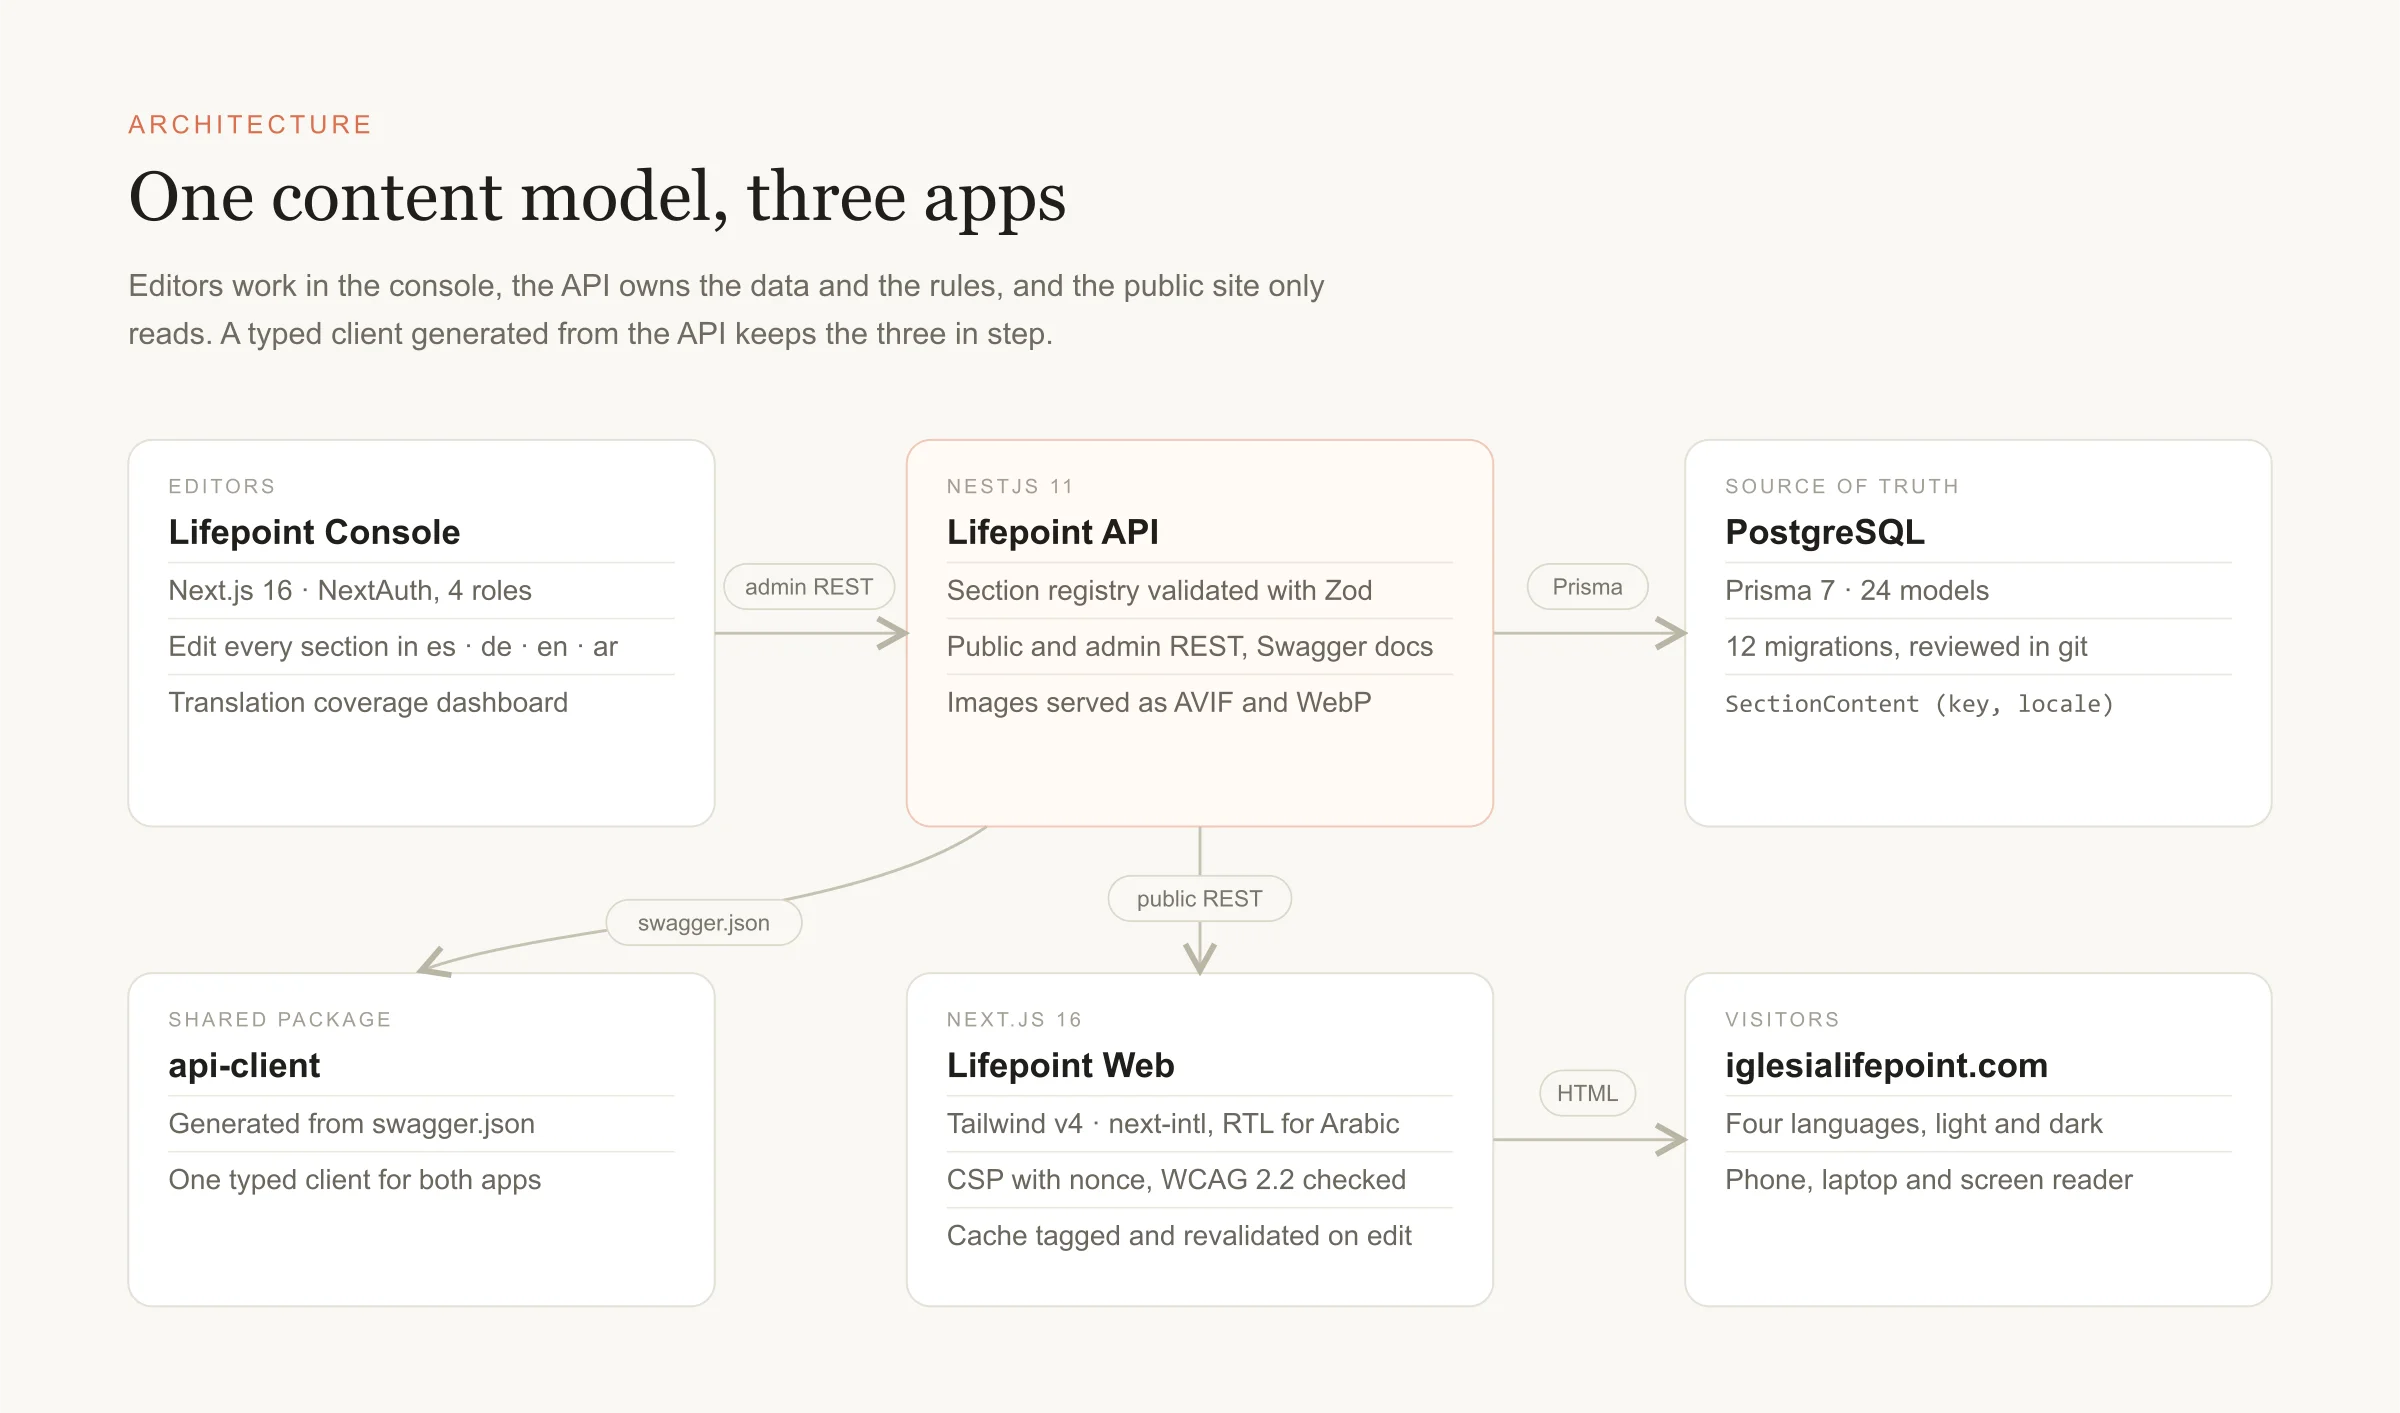 ARCHITECTURE
One content model, three apps
Editors work in the console, the API owns the data and the rules, and the public site only
reads. A typed client generated from the API keeps the three in step.
EDITORS
Lifepoint Console
Next.js 16 · NextAuth, 4 roles
Edit every section in es · de · en · ar
Translation coverage dashboard
admin REST
NESTJS 11
Lifepoint API
Section registry validated with Zod
Public and admin REST, Swagger docs
Images served as AVIF and WebP
Prisma
SOURCE OF TRUTH
PostgreSQL
Prisma 7 · 24 models
12 migrations, reviewed in git
SectionContent (key, locale)
swagger.json
public REST
SHARED PACKAGE
api-client
Generated from swagger.json
One typed client for both apps
NEXT.JS 16
Lifepoint Web
Tailwind v4 · next-intl, RTL for Arabic
CSP with nonce, WCAG 2.2 checked
Cache tagged and revalidated on edit
HTML
VISITORS
iglesialifepoint.com
Four languages, light and dark
Phone, laptop and screen reader